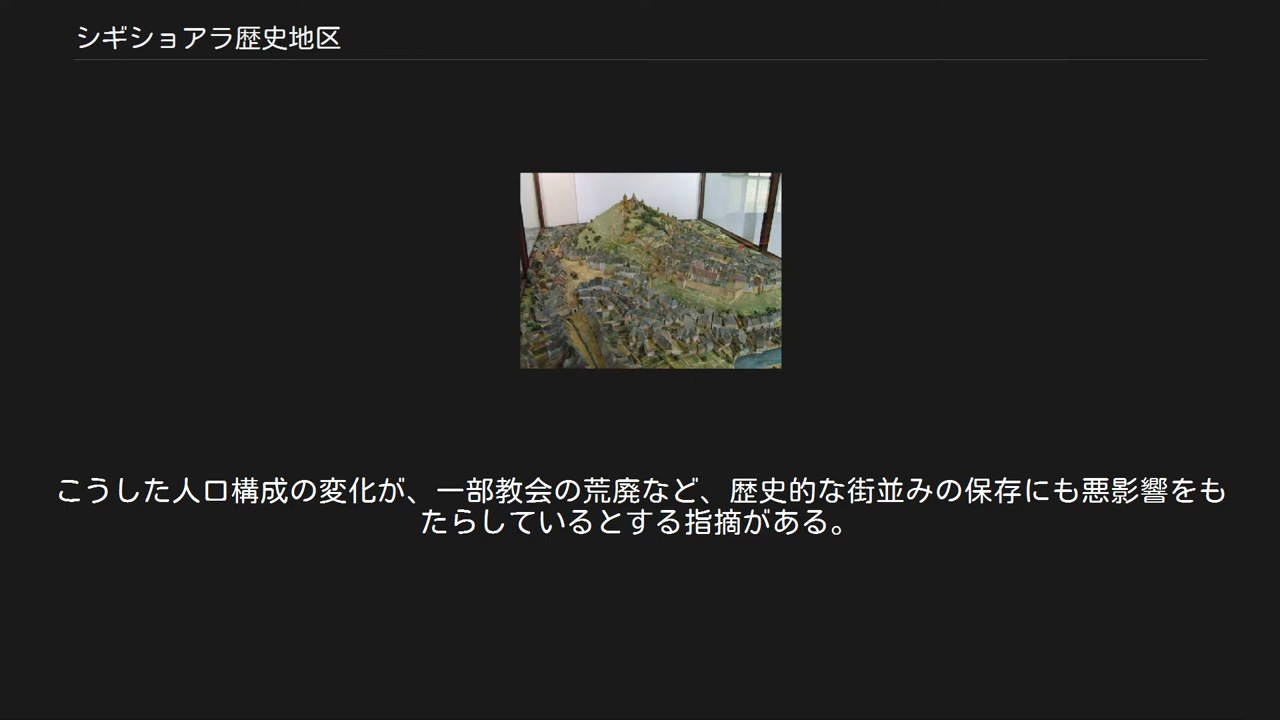 シギショアラ歴史地区
こうした人口構成の変化が、一部教会の荒廃など、歴史的な街並みの保存にも悪影響をも
たらしているとする指摘がある。